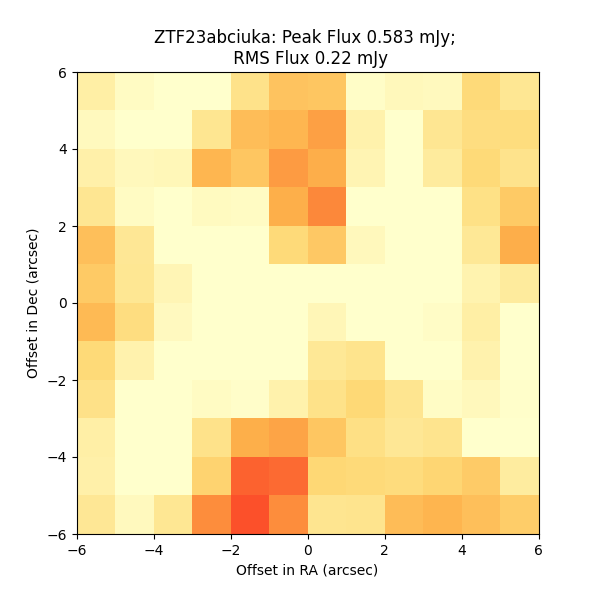 ZTF23abciuka: Peak Flux 0.583 mJy;
RMS Flux 0.22 mJy
6
4
2
0
−2
−4
−6
Offset in Dec (arcsec)
−6 −4 −2 0 2 4 6
Offset in RA (arcsec)